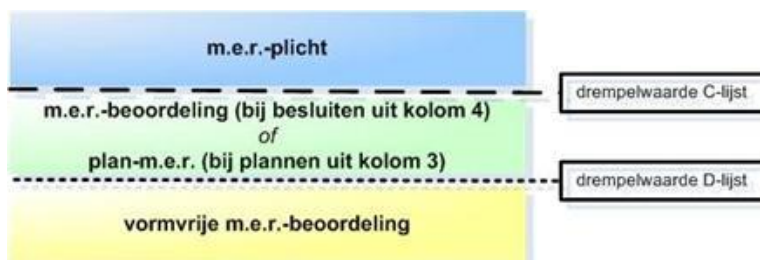 m.e.r.-plicht
drempelwaarde C-lijst
m.e.r.-beoordeling (bij besluiten uit kolom 4)
of
plan-m.e.r. (bij plannen uit kolom 3)
drempelwaarde D-lijst
vormvrije m.e.r.-beoordeling